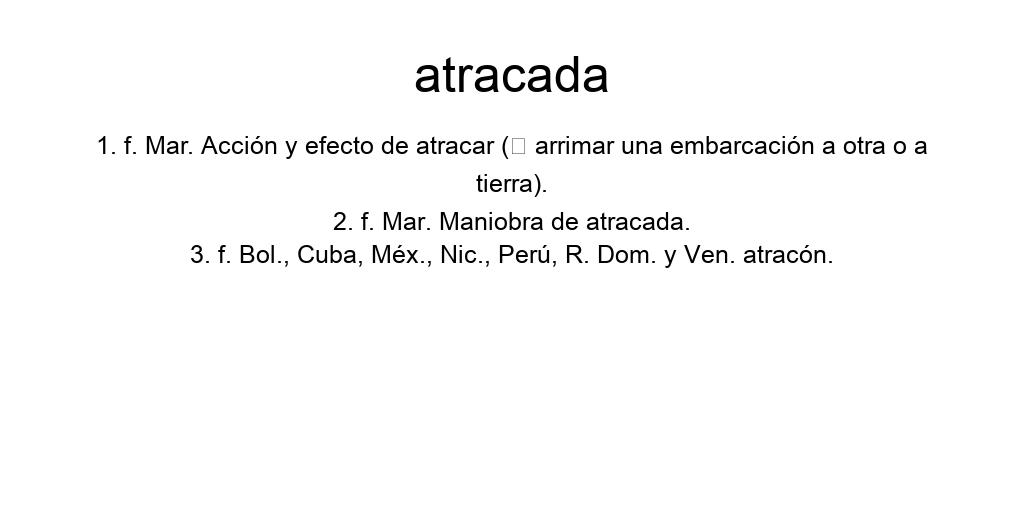 atracada
1. f. Mar. Acción y efecto de atracar (□ arrimar una embarcación a otra o a
tierra).
2. f. Mar. Maniobra de atracada.
3. f. Bol., Cuba, Méx., Nic., Perú, R. Dom. y Ven. atracón.